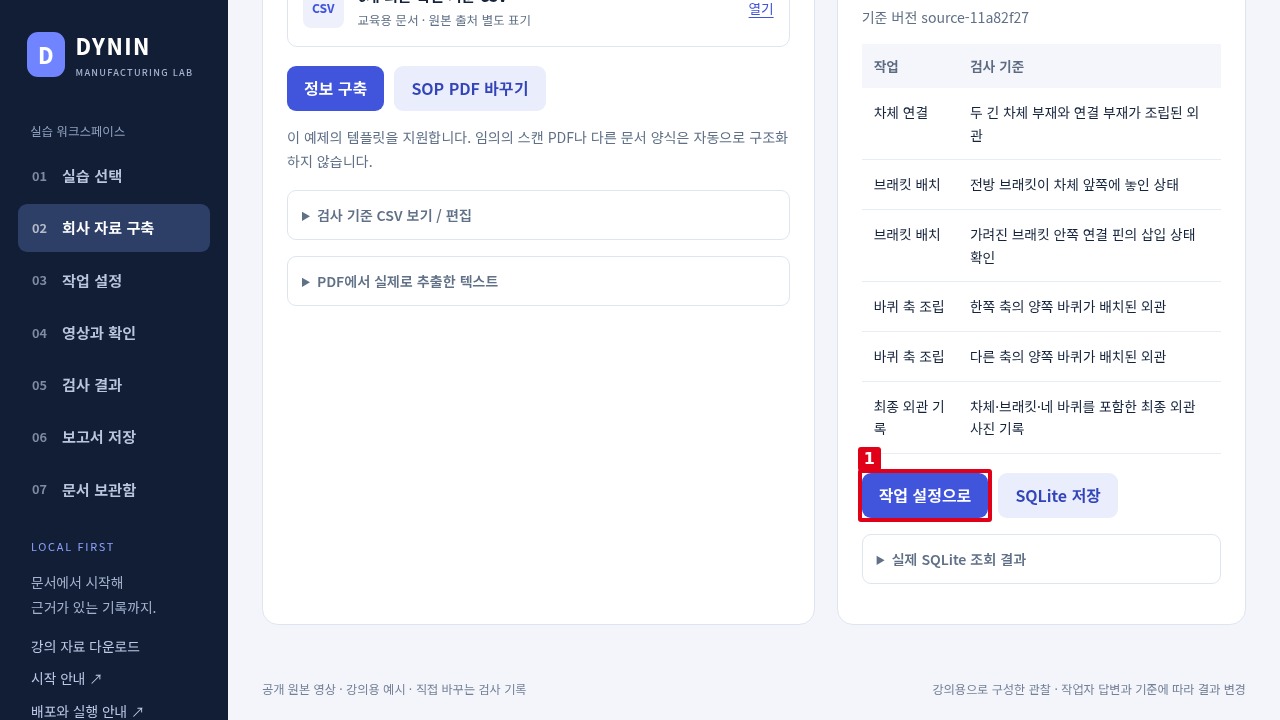 D DYNIN
MANUFACTURING LAB
실습 워크스페이스
01 실습 선택
02 회사 자료 구축
03 작업 설정
04 영상과 확인
05 검사 결과
06 보고서 저장
07 문서 보관함
LOCAL FIRST
문서에서 시작해
근거가 있는 기록까지.
강의 자료 다운로드
시작 안내 ↗
배포와 실행 안내 ↗
CSV
교육용 문서 · 원본 출처 별도 표기
열기
정보 구축
SOP PDF 바꾸기
이 예제의 템플릿을 지원합니다. 임의의 스캔 PDF나 다른 문서 양식은 자동으로 구조화
하지 않습니다.
▶ 검사 기준 CSV 보기 / 편집
▶ PDF에서 실제로 추출한 텍스트
기준 버전 source-11a82f27
작업 검사 기준
차체 연결 두 긴 차체 부재와 연결 부재가 조립된 외
관
브래킷 배치 전방 브래킷이 차체 앞쪽에 놓인 상태
브래킷 배치 가려진 브래킷 안쪽 연결 핀의 삽입 상태
확인
바퀴 축 조립 한쪽 축의 양쪽 바퀴가 배치된 외관
바퀴 축 조립 다른 축의 양쪽 바퀴가 배치된 외관
최종 외관 기 차체·브래킷·네 바퀴를 포함한 최종 외관
록 사진 기록
1
작업 설정으로
SQLite 저장
▶ 실제 SQLite 조회 결과
공개 원본 영상 · 강의용 예시 · 직접 바꾸는 검사 기록
강의용으로 구성한 관찰 · 작업자 답변과 기준에 따라 결과 변경